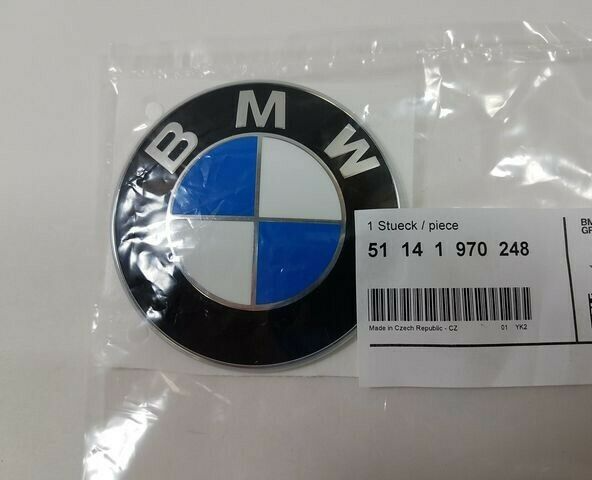 BMW
1 Stueck / piece
51 14 1 970 248
Made in Czech Republic - CZ 01 YK2